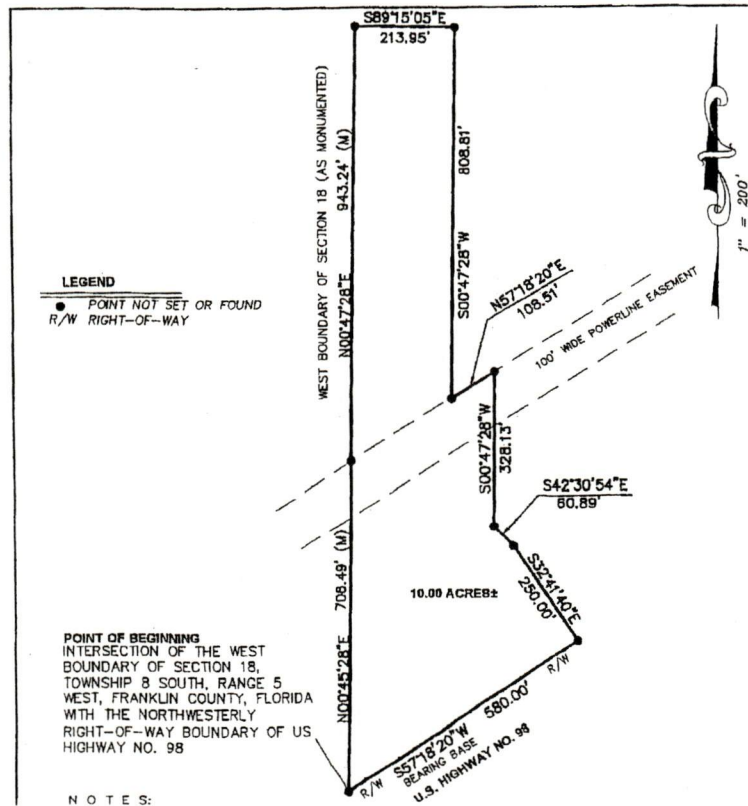 S89°15'05"E
213.95'
WEST BOUNDARY OF SECTION 18 (AS MONUMENTED)
N00°47'28"E 943.24' (M)
S00°47'28"W 808.81'
1" = 200'
LEGEND
POINT NOT SET OR FOUND
R/W RIGHT-OF-WAY
N57°18'20"E
108.51'
100' WIDE POWERLINE EASEMENT
S00°47'28"W
328.13'
S42°30'54"E
60.89'
S32°41'40"E
250.00'
10.00 ACRES±
N00°45'28"E 708.49' (M)
POINT OF BEGINNING
INTERSECTION OF THE WEST
BOUNDARY OF SECTION 18,
TOWNSHIP 8 SOUTH, RANGE 5
WEST, FRANKLIN COUNTY, FLORIDA
WITH THE NORTHWESTERLY
RIGHT-OF-WAY BOUNDARY OF US
HIGHWAY NO. 98
R/W
S57°18'20"W 580.00'
BEARING BASE
R/W
U.S. HIGHWAY NO. 98
N O T E S: